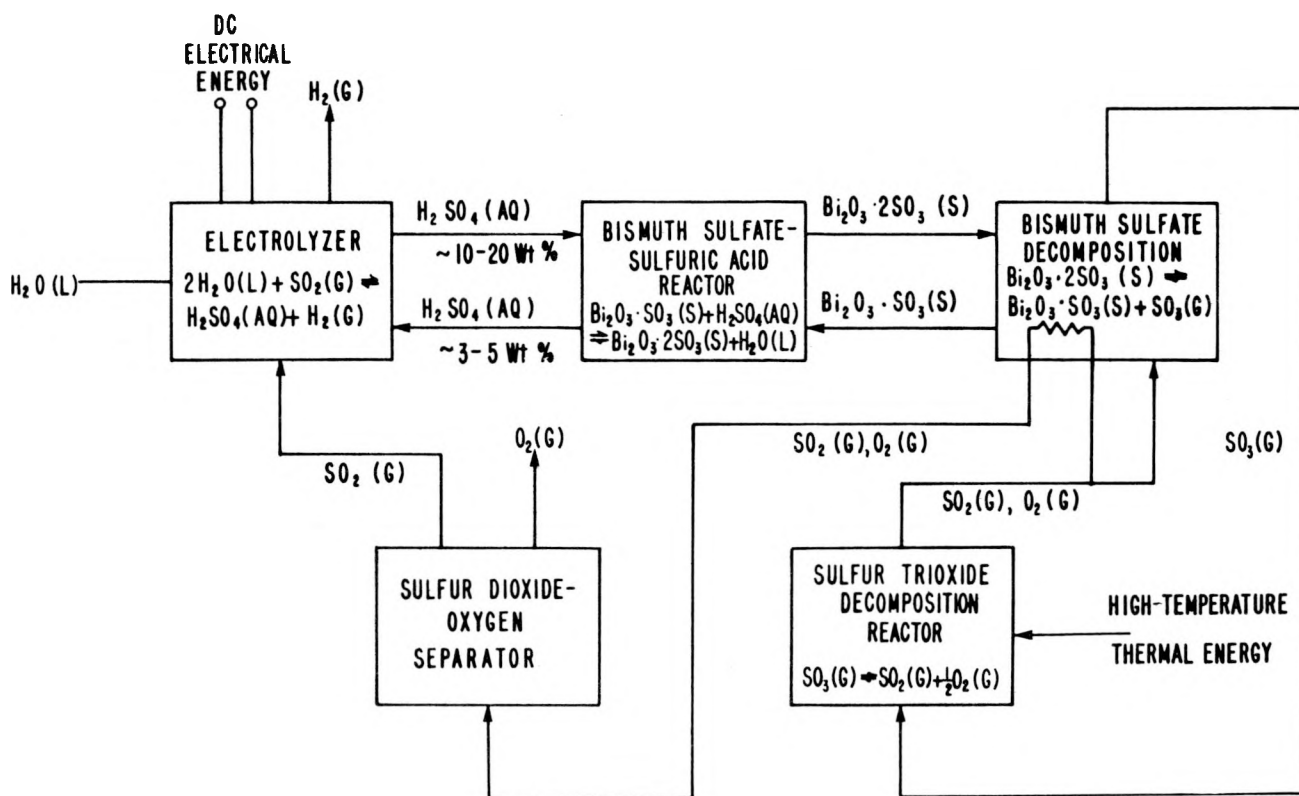 DC
ELECTRICAL
ENERGY
H₂(G)
H₂O(L)
ELECTROLYZER
2H₂O(L)+SO₂(G)⇌
H₂SO₄(AQ)+H₂(G)
H₂SO₄(AQ)
~10-20 Wt %
H₂SO₄(AQ)
~3-5 Wt %
BISMUTH SULFATE-
SULFURIC ACID
REACTOR
Bi₂O₃·SO₃(S)+H₂SO₄(AQ)
⇌Bi₂O₃·2SO₃(S)+H₂O(L)
Bi₂O₃·2SO₃(S)
Bi₂O₃·SO₃(S)
BISMUTH SULFATE
DECOMPOSITION
Bi₂O₃·2SO₃(S)⇌
Bi₂O₃·SO₃(S)+SO₃(G)
SO₂(G)
O₂(G)
SO₂(G),O₂(G)
SO₃(G)
SO₂(G), O₂(G)
SULFUR DIOXIDE-
OXYGEN
SEPARATOR
SULFUR TRIOXIDE
DECOMPOSITION
REACTOR
SO₃(G)⇌SO₂(G)+½O₂(G)
HIGH-TEMPERATURE
THERMAL ENERGY